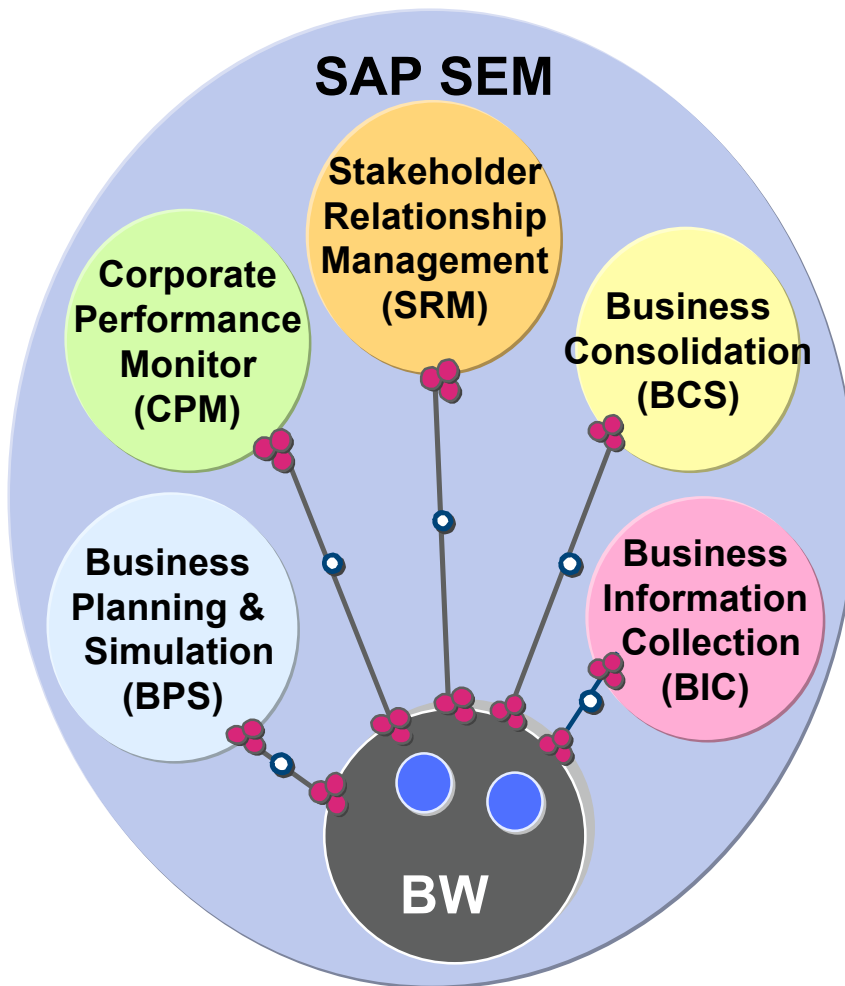 SAP SEM
Stakeholder
Relationship
Management
(SRM)
Corporate
Performance
Monitor
(CPM)
Business
Consolidation
(BCS)
Business
Planning &
Simulation
(BPS)
Business
Information
Collection
(BIC)
BW